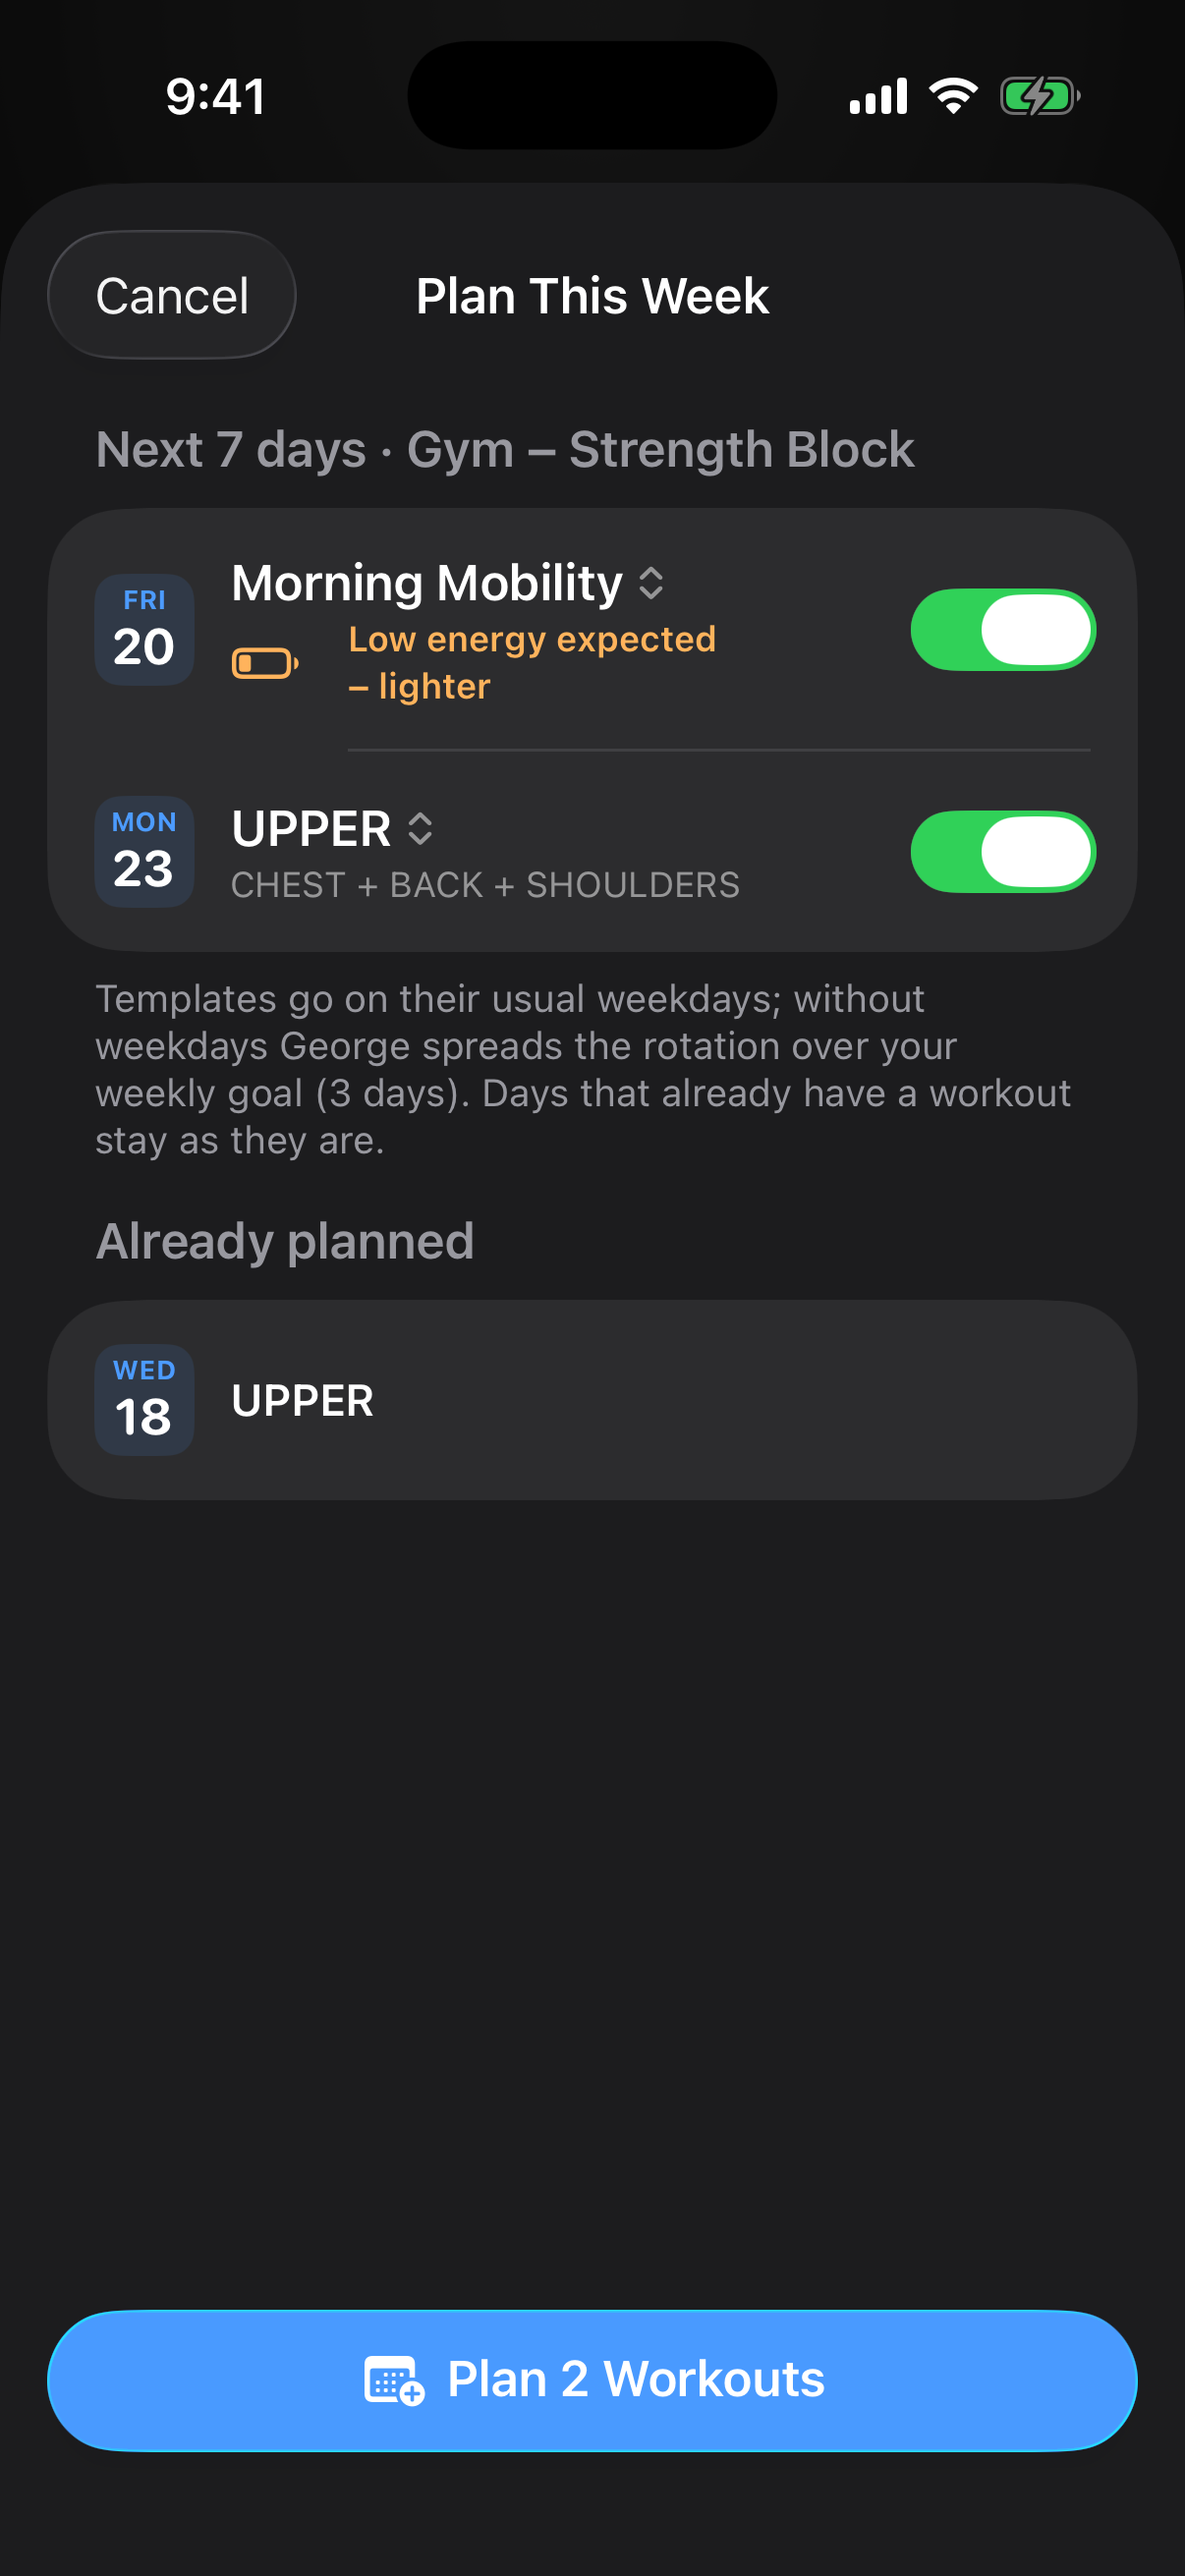 9:41
Cancel
Plan This Week
Next 7 days · Gym – Strength Block
FRI
20
Morning Mobility
Low energy expected
– lighter
MON
23
UPPER
CHEST + BACK + SHOULDERS
Templates go on their usual weekdays; without
weekdays George spreads the rotation over your
weekly goal (3 days). Days that already have a workout
stay as they are.
Already planned
WED
18
UPPER
Plan 2 Workouts